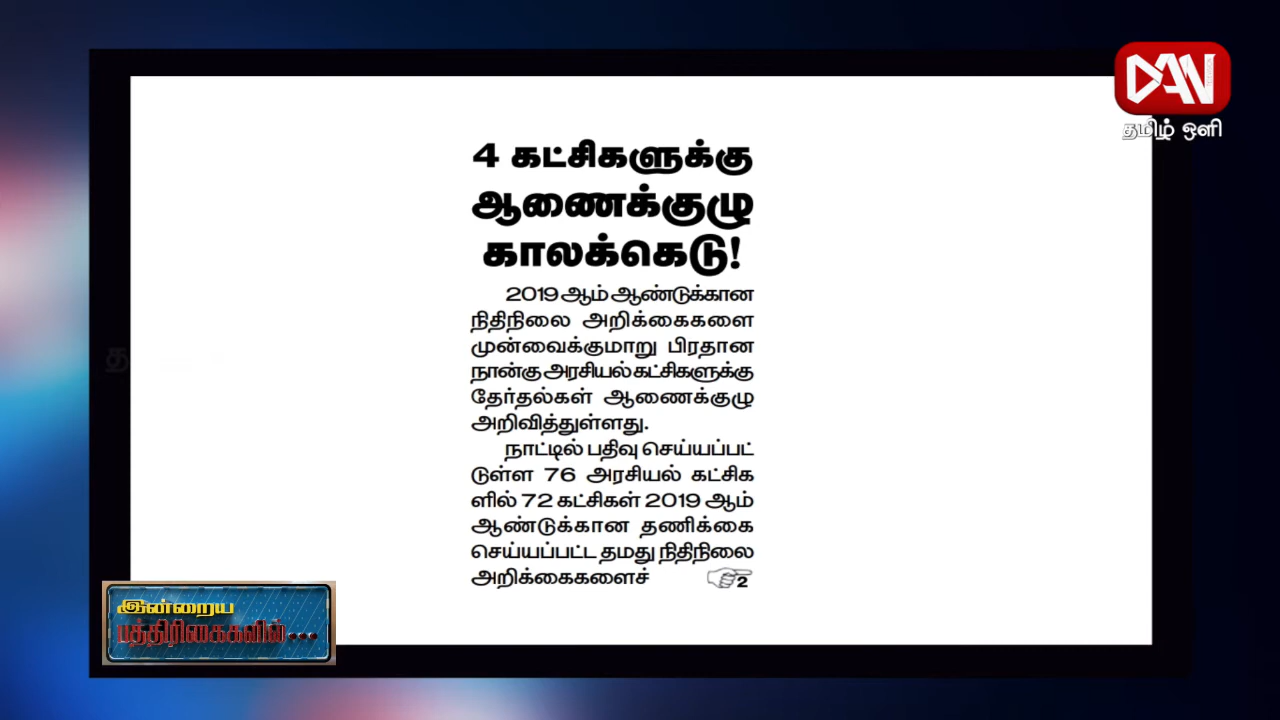 DAN
தமிழ் ஒளி
4 கட்சிகளுக்கு
ஆணைக்குழு
காலக்கெடு!
2019 ஆம் ஆண்டுக்கான
நிதிநிலை அறிக்கைகளை
முன்வைக்குமாறு பிரதான
நான்கு அரசியல் கட்சிகளுக்கு
தேர்தல்கள் ஆணைக்குழு
அறிவித்துள்ளது.
நாட்டில் பதிவு செய்யப்பட்
டுள்ள 76 அரசியல் கட்சிக
ளில் 72 கட்சிகள் 2019 ஆம்
ஆண்டுக்கான தணிக்கை
செய்யப்பட்ட தமது நிதிநிலை
அறிக்கைகளைச் 2
இன்றைய
பத்திரிகைகளில்...